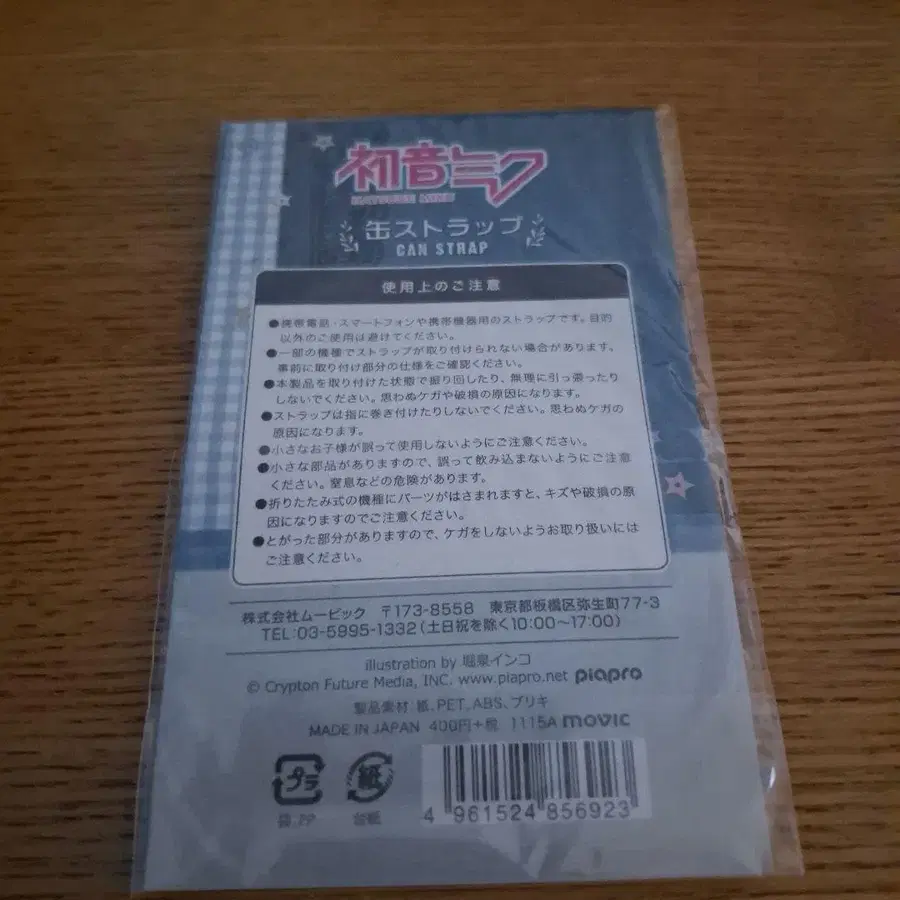 初音ミク
HATSUNE MIKU
缶ストラップ
CAN STRAP
使用上のご注意
●携帯電話・スマートフォンや携帯機器用のストラップです。目的
以外のご使用は避けてください。
●一部の機種でストラップが取り付けられない場合があります、
事前に取り付け部分の仕様をご確認ください。
●本製品を取り付けた状態で振り回したり、無理に引っ張ったり
しないでください。思わぬケガや破損の原因になります。
●ストラップは指に巻き付けたりしないでください。思わぬケガの
原因になります。
●小さなお子様が誤って使用しないようにご注意ください。
●小さな部品がありますので、誤って飲み込まないようにご注意
ください。窒息などの危険があります。
●折りたたみ式の機種にパーツがはさまれますと、キズや破損の原
因になりますのでご注意ください。
●とがった部分がありますので、ケガをしないようお取り扱いには
ご注意ください。
株式会社ムービック 〒173-8558 東京都板橋区弥生町77-3
TEL:03-5995-1332(土日祝を除く10:00〜17:00)
illustration by 堀泉インコ
© Crypton Future Media, INC. www.piapro.net piapro
製品素材:紙、PET、ABS、ブリキ
MADE IN JAPAN 400円+税 1115A movic
プラ 紙
袋:PP 台紙
4 961524 856923